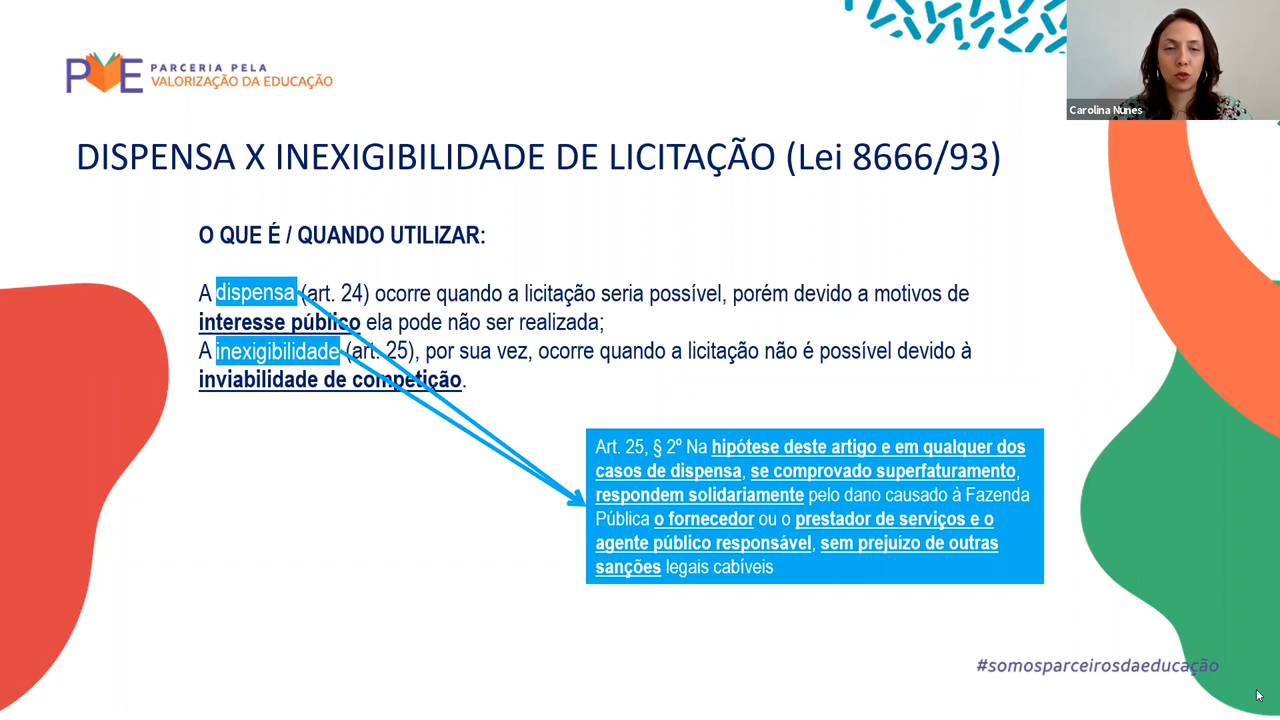 PVE PARCERIA PELA
VALORIZAÇÃO DA EDUCAÇÃO
Carolina Nunes
DISPENSA X INEXIGIBILIDADE DE LICITAÇÃO (Lei 8666/93)
O QUE É / QUANDO UTILIZAR:
A dispensa (art. 24) ocorre quando a licitação seria possível, porém devido a motivos de
interesse público ela pode não ser realizada;
A inexigibilidade (art. 25), por sua vez, ocorre quando a licitação não é possível devido à
inviabilidade de competição.
Art. 25, § 2º Na hipótese deste artigo e em qualquer dos
casos de dispensa, se comprovado superfaturamento,
respondem solidariamente pelo dano causado à Fazenda
Pública o fornecedor ou o prestador de serviços e o
agente público responsável, sem prejuízo de outras
sanções legais cabíveis
#somosparceirosdaeducação